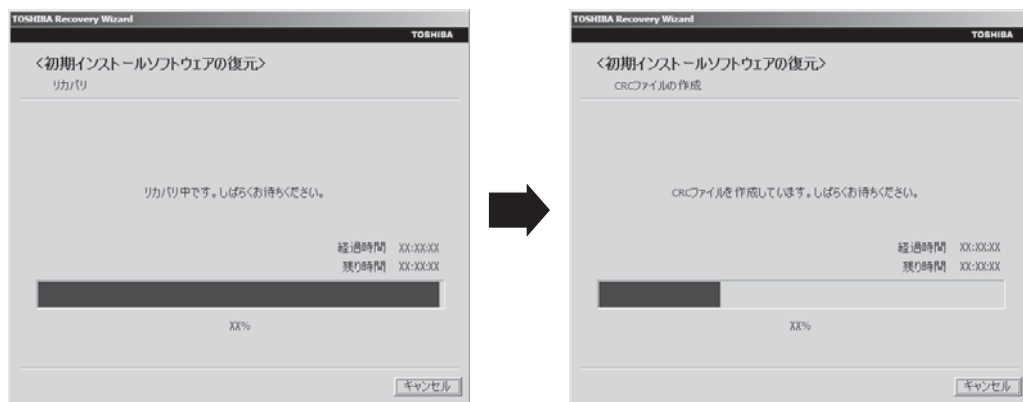 TOSHIBA Recovery Wizard
TOSHIBA
<初期インストールソフトウェアの復元>
リカバリ
リカバリ中です。しばらくお待ちください。
経過時間 XX:XX:XX
残り時間 XX:XX:XX
XX%
キャンセル
TOSHIBA Recovery Wizard
TOSHIBA
<初期インストールソフトウェアの復元>
CRCファイルの作成
CRCファイルを作成しています。しばらくお待ちください。
経過時間 XX:XX:XX
残り時間 XX:XX:XX
XX%
キャンセル